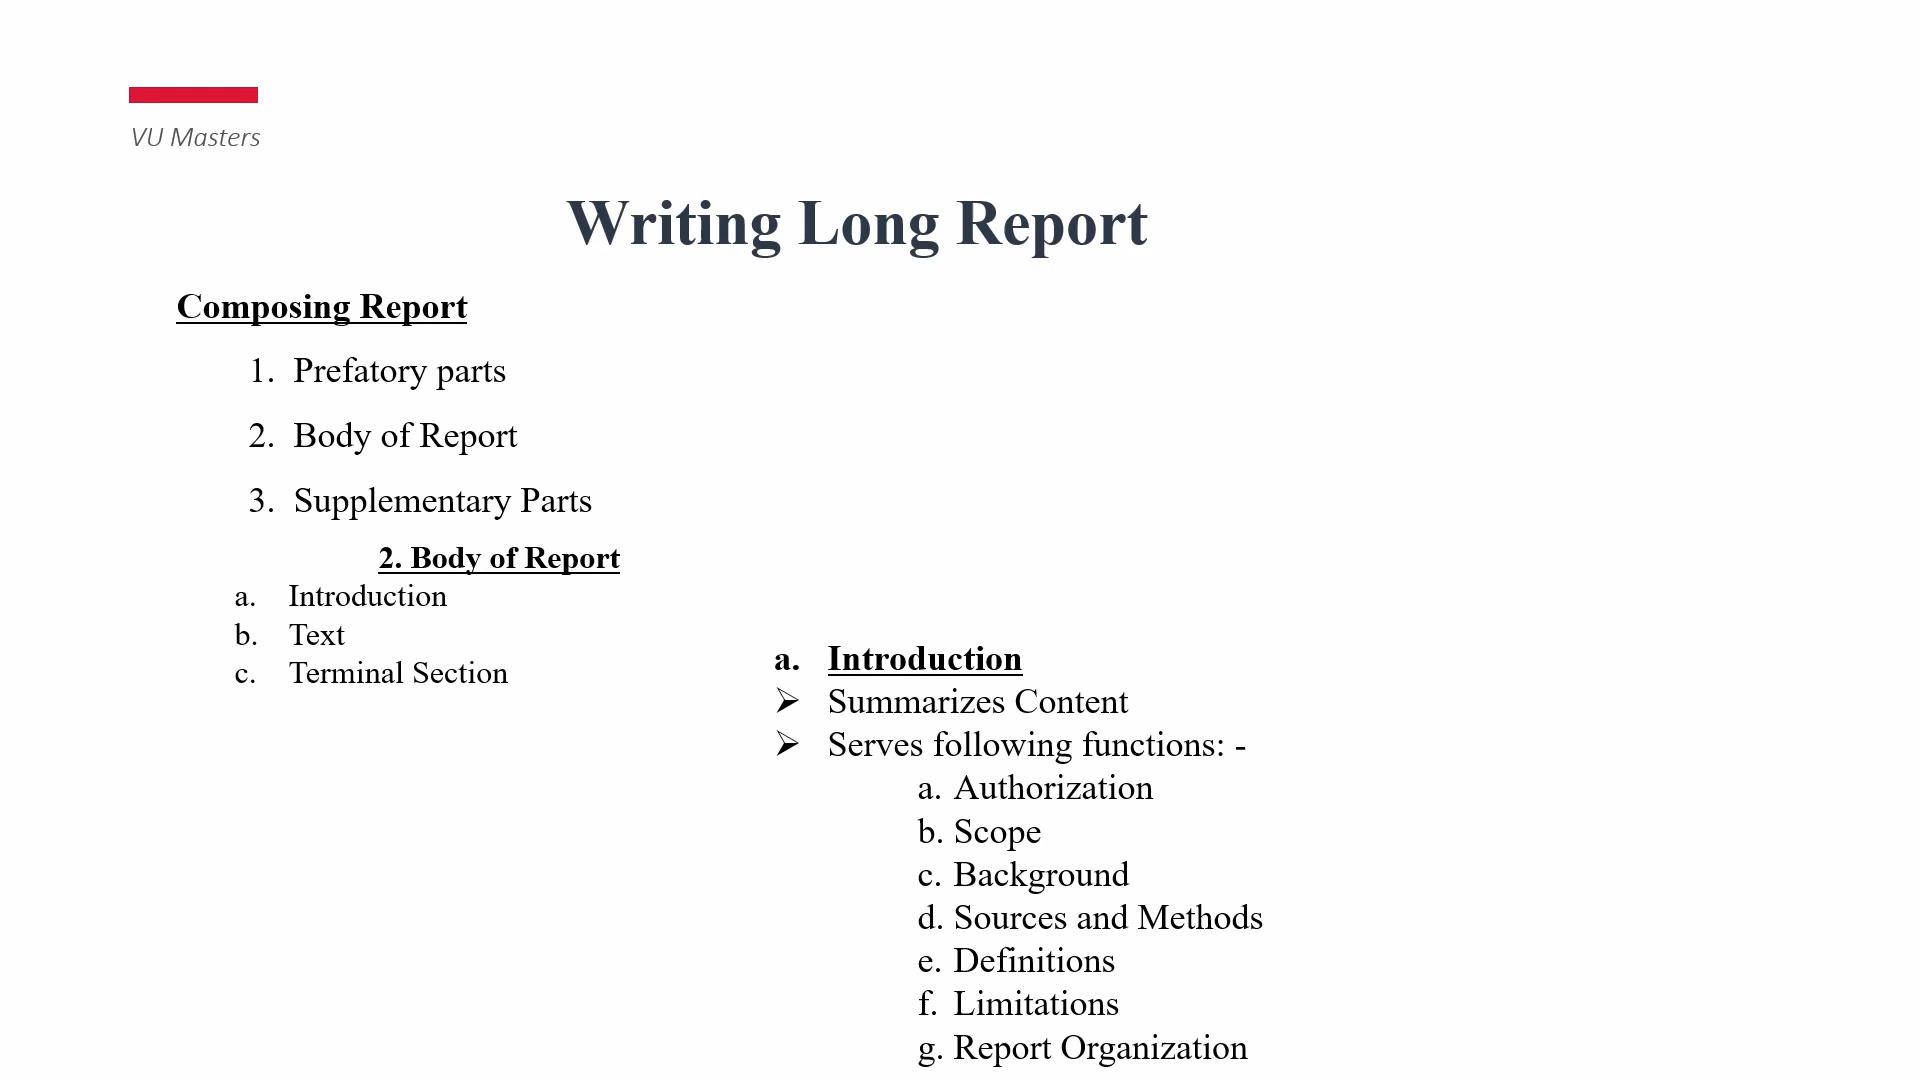 VU Masters
Writing Long Report
Composing Report
1. Prefatory parts
2. Body of Report
3. Supplementary Parts
2. Body of Report
a. Introduction
b. Text
c. Terminal Section
a. Introduction
➢ Summarizes Content
➢ Serves following functions: -
a. Authorization
b. Scope
c. Background
d. Sources and Methods
e. Definitions
f. Limitations
g. Report Organization